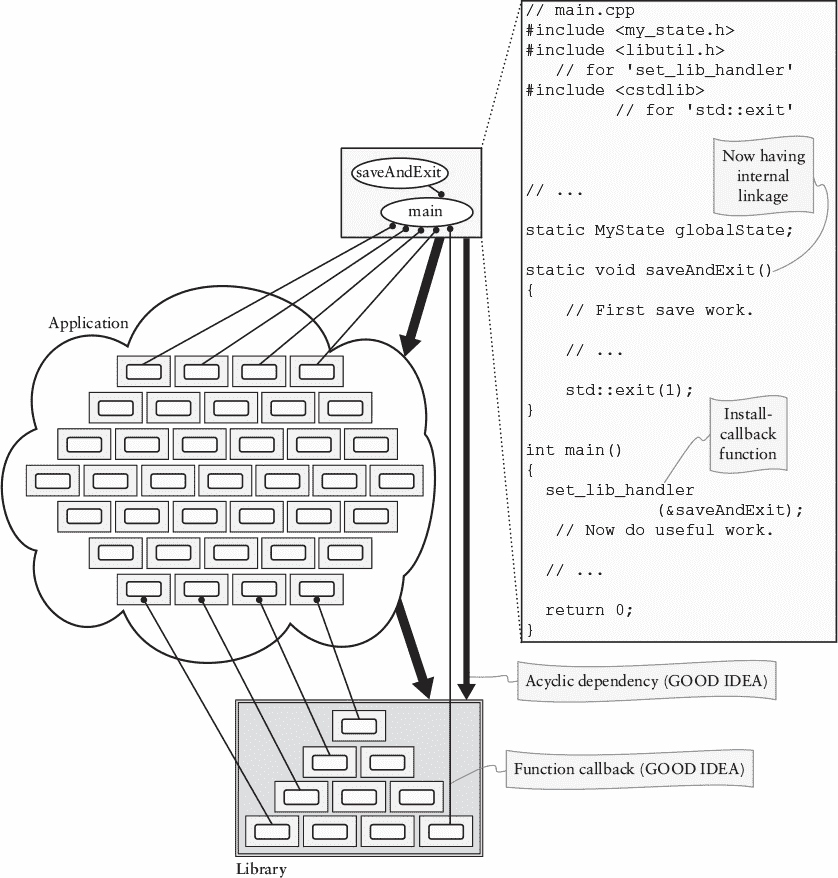 // main.cpp
#include <my_state.h>
#include <libutil.h>
// for 'set_lib_handler'
#include <cstdlib>
// for 'std::exit'
Now having
internal
linkage
// ...
static MyState globalState;
static void saveAndExit()
{
// First save work.
// ...
std::exit(1);
}
Install-
callback
function
int main()
{
set_lib_handler
(&saveAndExit);
// Now do useful work.
// ...
return 0;
}
saveAndExit
main
Application
Acyclic dependency (GOOD IDEA)
Function callback (GOOD IDEA)
Library